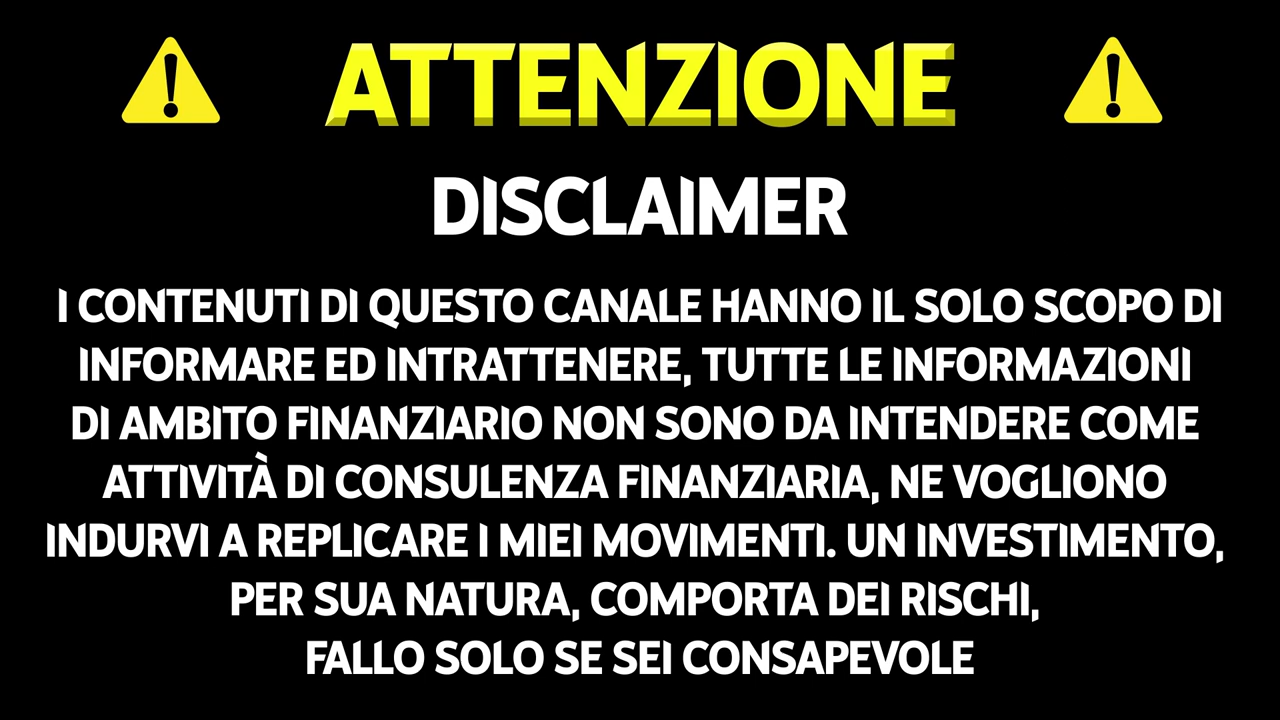 ATTENZIONE
DISCLAIMER
I CONTENUTI DI QUESTO CANALE HANNO IL SOLO SCOPO DI
INFORMARE ED INTRATTENERE, TUTTE LE INFORMAZIONI
DI AMBITO FINANZIARIO NON SONO DA INTENDERE COME
ATTIVITÀ DI CONSULENZA FINANZIARIA, NE VOGLIONO
INDURVI A REPLICARE I MIEI MOVIMENTI. UN INVESTIMENTO,
PER SUA NATURA, COMPORTA DEI RISCHI,
FALLO SOLO SE SEI CONSAPEVOLE